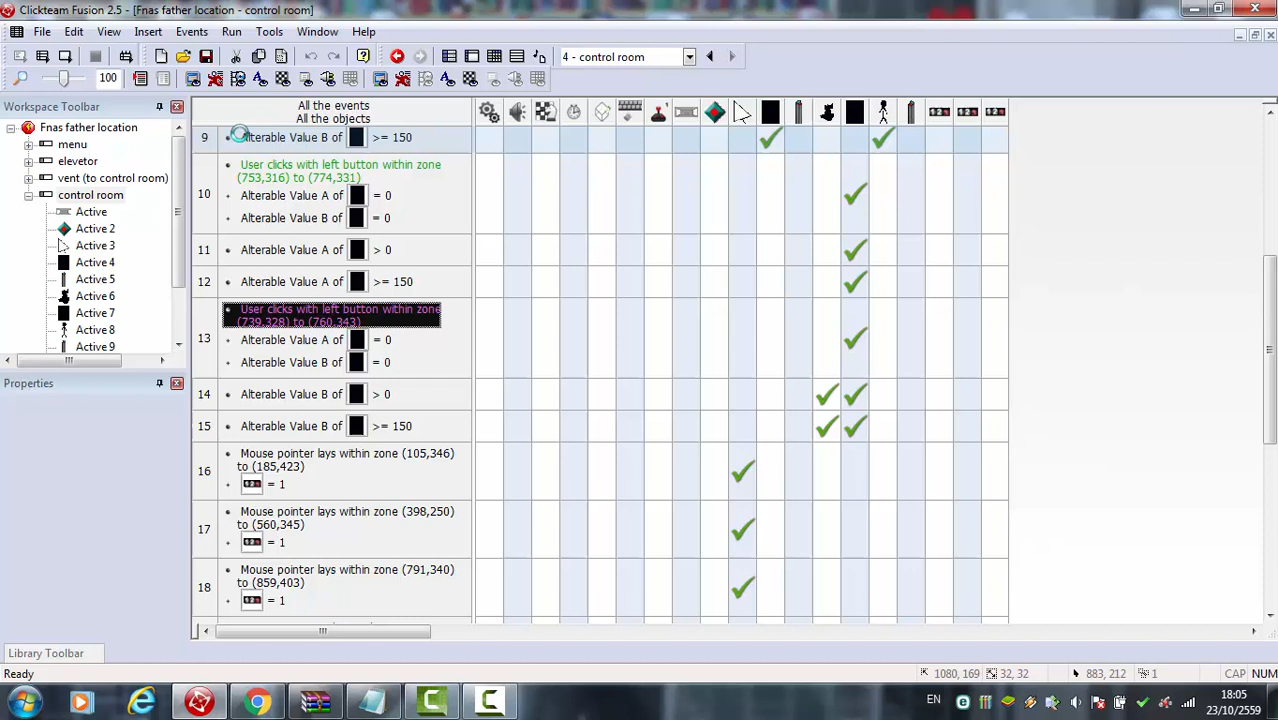 Clickteam Fusion 2.5 - [Fnas father location - control room]
File Edit View Insert Events Run Tools Window Help
4 - control room
100
Workspace Toolbar
Fnas father location
menu
elevetor
vent (to control room)
control room
Active
Active 2
Active 3
Active 4
Active 5
Active 6
Active 7
Active 8
Active 9
Properties
Library Toolbar
All the events
All the objects
9 Alterable Value B of >= 150
User clicks with left button within zone
(753,316) to (774,331)
10 Alterable Value A of = 0
Alterable Value B of = 0
11 Alterable Value A of > 0
12 Alterable Value A of >= 150
User clicks with left button within zone
(739,328) to (760,343)
13 Alterable Value A of = 0
Alterable Value B of = 0
14 Alterable Value B of > 0
15 Alterable Value B of >= 150
Mouse pointer lays within zone (105,346)
16 to (185,423)
= 1
Mouse pointer lays within zone (398,250)
17 to (560,345)
= 1
Mouse pointer lays within zone (791,340)
18 to (859,403)
= 1
Ready
1080, 169 32, 32 883, 212 1 CAP NUM
EN
18:05
23/10/2559